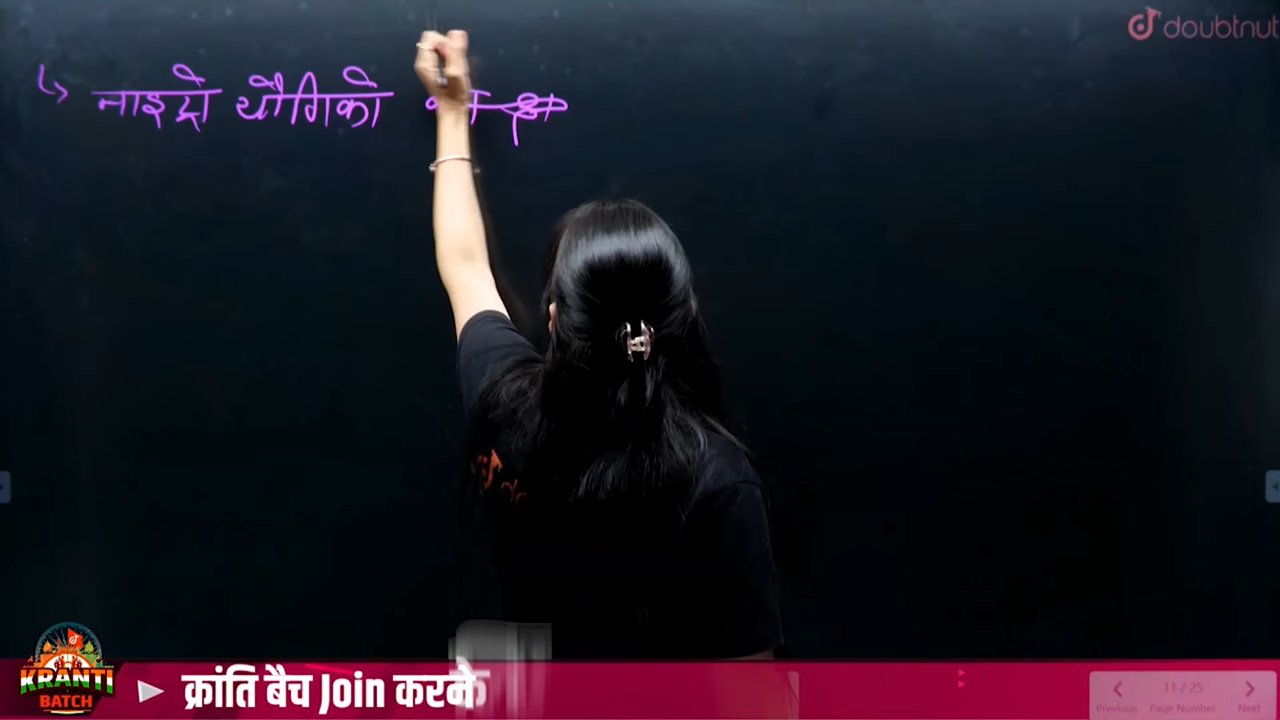 doubtnut
↳ नाइट्रो यौगिको
KRANTI
BATCH
क्रांति बैच Join करके
11 / 25
Previous Page Number Next